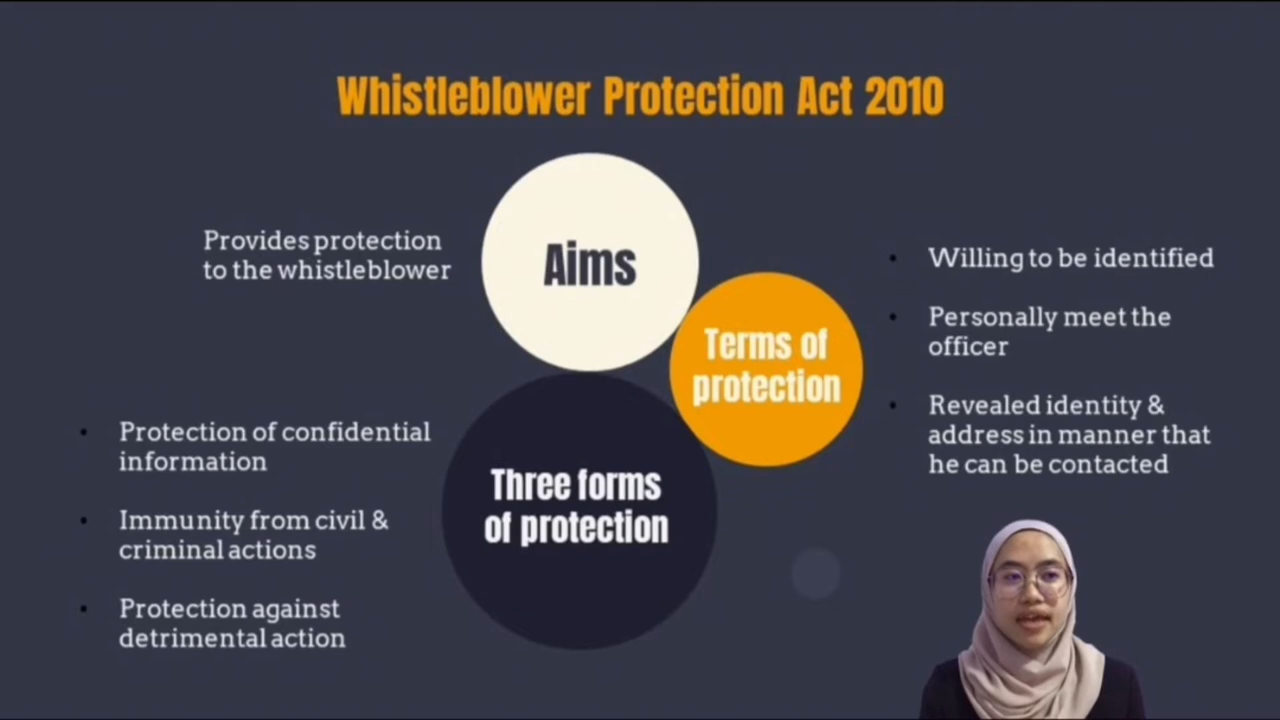 Whistleblower Protection Act 2010
Provides protection
to the whistleblower
Aims
Terms of
protection
• Willing to be identified
• Personally meet the
officer
• Revealed identity &
address in manner that
he can be contacted
Three forms
of protection
• Protection of confidential
information
• Immunity from civil &
criminal actions
• Protection against
detrimental action